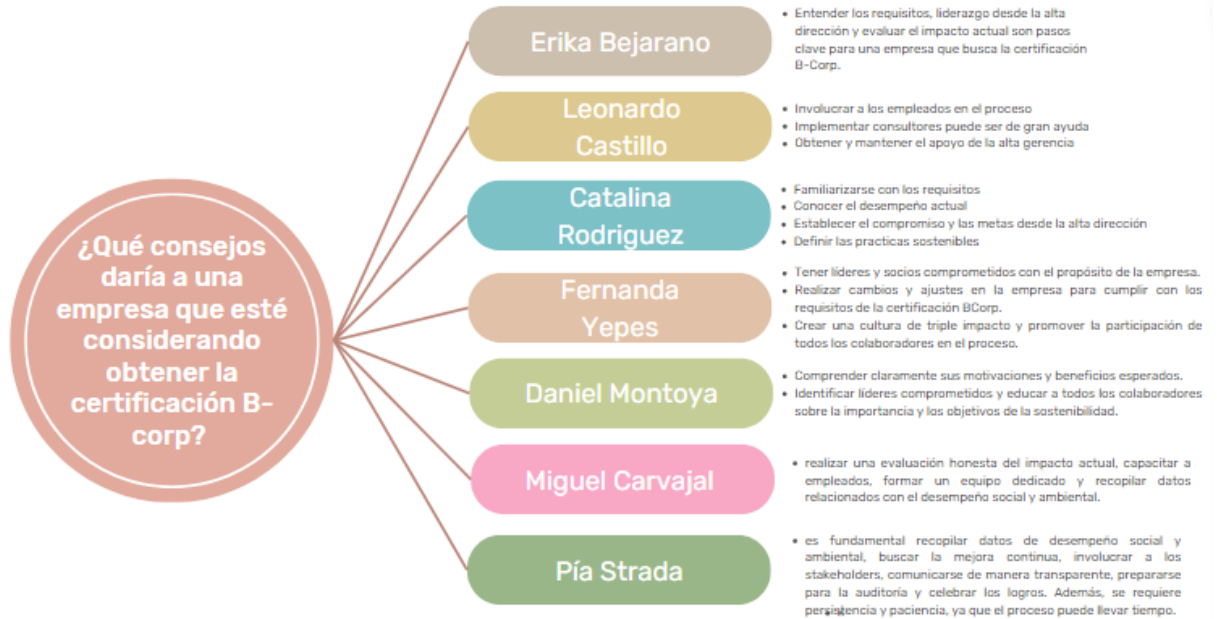 ¿Qué consejos
daría a una
empresa que esté
considerando
obtener la
certificación B-
corp?
Erika Bejarano
• Entender los requisitos, liderazgo desde la alta
dirección y evaluar el impacto actual son pasos
clave para una empresa que busca la certificación
B-Corp.
Leonardo
Castillo
• Involucrar a los empleados en el proceso
• Implementar consultores puede ser de gran ayuda
• Obtener y mantener el apoyo de la alta gerencia
Catalina
Rodriguez
• Familiarizarse con los requisitos
• Conocer el desempeño actual
• Establecer el compromiso y las metas desde la alta dirección
• Definir las practicas sostenibles
Fernanda
Yepes
• Tener líderes y socios comprometidos con el propósito de la empresa.
• Realizar cambios y ajustes en la empresa para cumplir con los
requisitos de la certificación BCorp.
• Crear una cultura de triple impacto y promover la participación de
todos los colaboradores en el proceso.
Daniel Montoya
• Comprender claramente sus motivaciones y beneficios esperados.
• Identificar líderes comprometidos y educar a todos los colaboradores
sobre la importancia y los objetivos de la sostenibilidad.
Miguel Carvajal
• realizar una evaluación honesta del impacto actual, capacitar a
empleados, formar un equipo dedicado y recopilar datos
relacionados con el desempeño social y ambiental.
Pía Strada
• es fundamental recopilar datos de desempeño social y
ambiental, buscar la mejora continua, involucrar a los
stakeholders, comunicarse de manera transparente, prepararse
para la auditoría y celebrar los logros. Además, se requiere
persistencia y paciencia, ya que el proceso puede llevar tiempo.